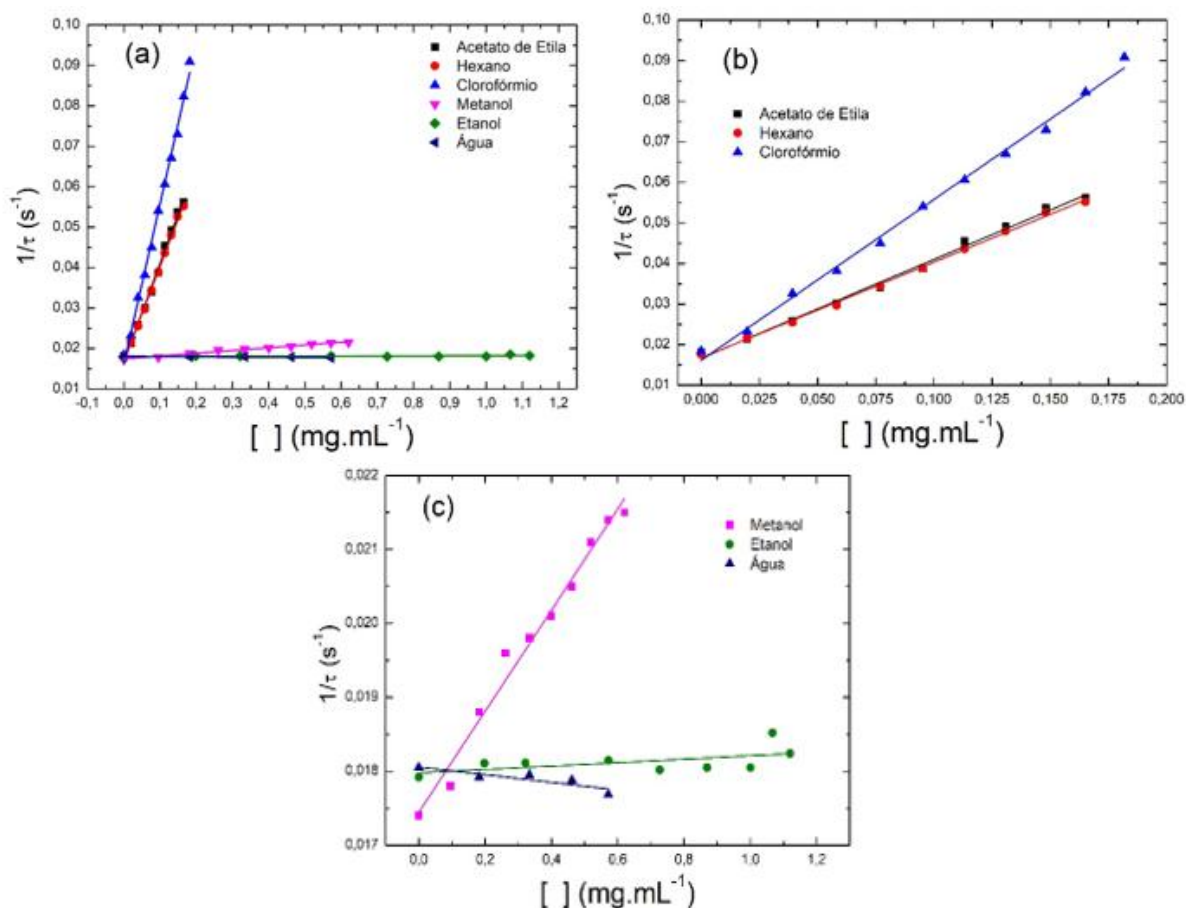 (a)
Acetato de Etila
Hexano
Clorofórmio
Metanol
Etanol
Água
0,10
0,09
0,08
0,07
0,06
0,05
0,04
0,03
0,02
0,01
1/τ (s⁻¹)
-0,1 0,0 0,1 0,2 0,3 0,4 0,5 0,6 0,7 0,8 0,9 1,0 1,1 1,2
[ ] (mg.mL⁻¹)
(b)
Acetato de Etila
Hexano
Clorofórmio
0,10
0,09
0,08
0,07
0,06
0,05
0,04
0,03
0,02
0,01
1/τ (s⁻¹)
0,000 0,025 0,050 0,075 0,100 0,125 0,150 0,175 0,200
[ ] (mg.mL⁻¹)
(c)
Metanol
Etanol
Água
0,022
0,021
0,020
0,019
0,018
0,017
1/τ (s⁻¹)
0,0 0,2 0,4 0,6 0,8 1,0 1,2
[ ] (mg.mL⁻¹)